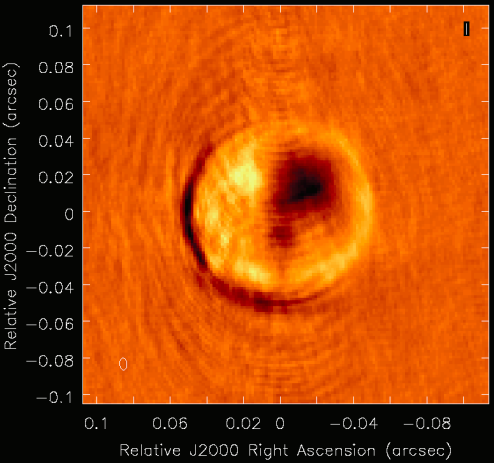 I
0.1
0.08
0.06
0.04
0.02
0
−0.02
−0.04
−0.06
−0.08
−0.1
Relative J2000 Declination (arcsec)
0.1 0.06 0.02 0 −0.04 −0.08
Relative J2000 Right Ascension (arcsec)